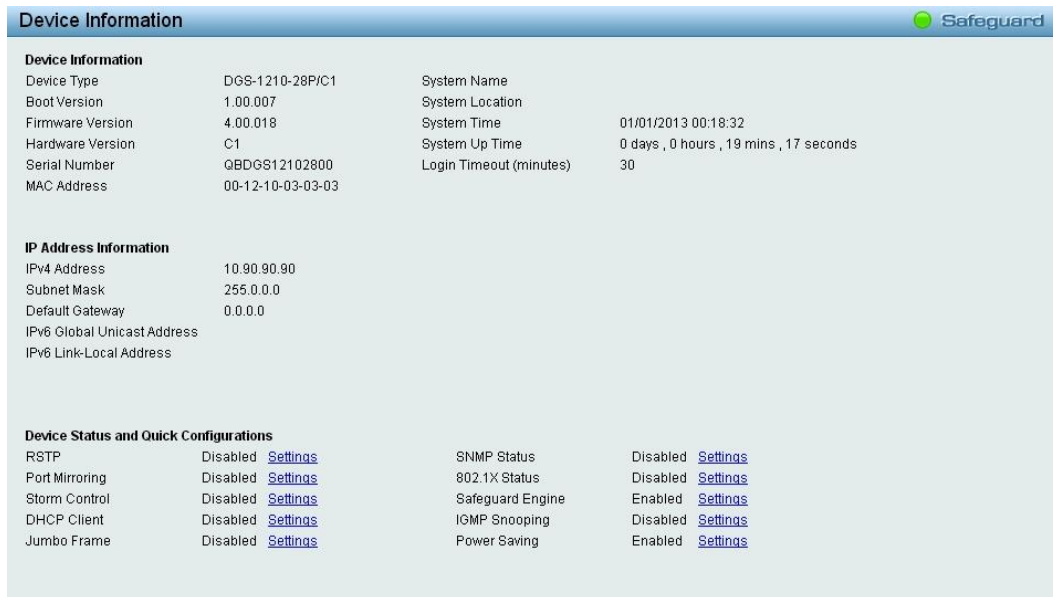 Device Information
Safeguard
Device Information
Device Type DGS-1210-28P/C1 System Name
Boot Version 1.00.007 System Location
Firmware Version 4.00.018 System Time 01/01/2013 00:18:32
Hardware Version C1 System Up Time 0 days , 0 hours , 19 mins , 17 seconds
Serial Number QBDGS12102800 Login Timeout (minutes) 30
MAC Address 00-12-10-03-03-03
IP Address Information
IPv4 Address 10.90.90.90
Subnet Mask 255.0.0.0
Default Gateway 0.0.0.0
IPv6 Global Unicast Address
IPv6 Link-Local Address
Device Status and Quick Configurations
RSTP Disabled Settings SNMP Status Disabled Settings
Port Mirroring Disabled Settings 802.1X Status Disabled Settings
Storm Control Disabled Settings Safeguard Engine Enabled Settings
DHCP Client Disabled Settings IGMP Snooping Disabled Settings
Jumbo Frame Disabled Settings Power Saving Enabled Settings